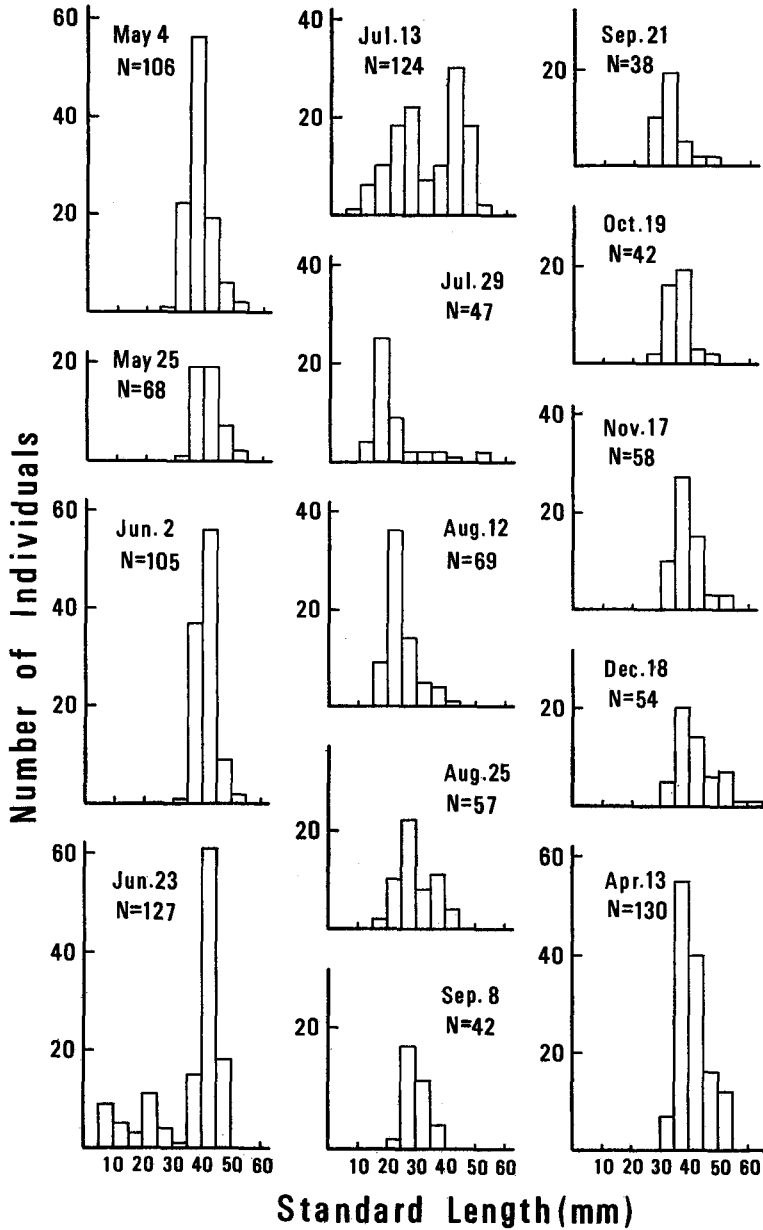 Number of Individuals
60
40
20
May 4
N=106
20
May 25
N=68
60
40
20
Jun. 2
N=105
60
40
20
Jun.23
N=127
10 20 30 40 50 60
40
20
Jul.13
N=124
40
20
Jul.29
N=47
40
20
Aug.12
N=69
20
Aug.25
N=57
20
Sep. 8
N=42
10 20 30 40 50 60
20
Sep.21
N=38
20
Oct.19
N=42
40
20
Nov.17
N=58
20
Dec.18
N=54
60
40
20
Apr.13
N=130
10 20 30 40 50 60
Standard Length(mm)